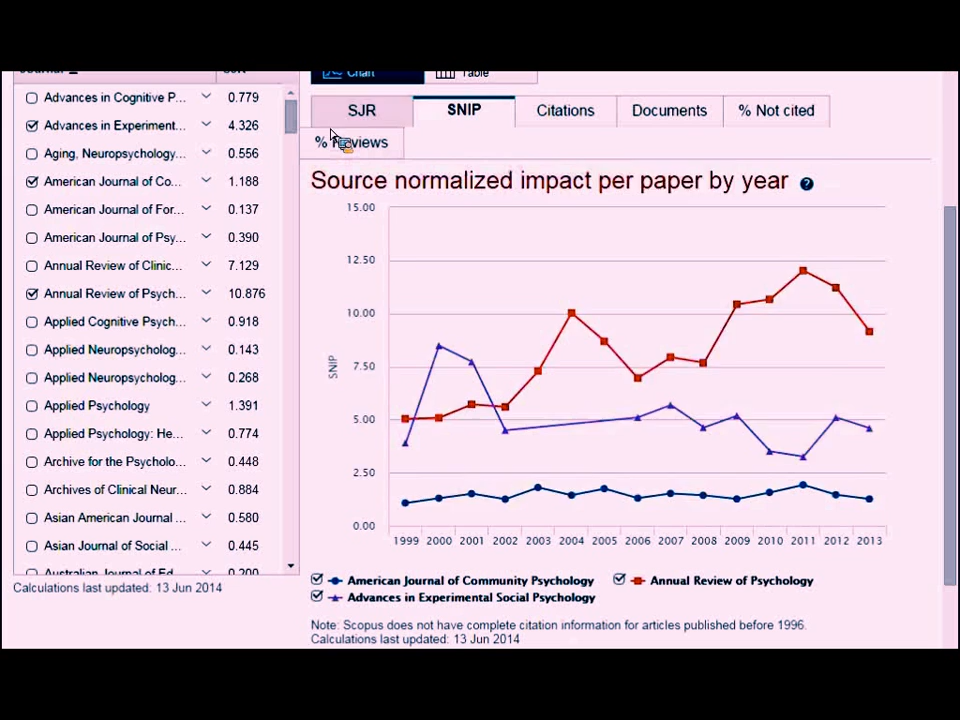 Chart Table
Advances in Cognitive P... 0.779
Advances in Experiment... 4.326
Aging, Neuropsychology... 0.556
American Journal of Co... 1.188
American Journal of For... 0.137
American Journal of Psy... 0.390
Annual Review of Clinic... 7.129
Annual Review of Psych... 10.876
Applied Cognitive Psych... 0.918
Applied Neuropsycholog... 0.143
Applied Neuropsycholog... 0.268
Applied Psychology 1.391
Applied Psychology: He... 0.774
Archive for the Psycholo... 0.448
Archives of Clinical Neur... 0.884
Asian American Journal ... 0.580
Asian Journal of Social ... 0.445
Australian Journal of Ed... 0.200
Calculations last updated: 13 Jun 2014
SJR SNIP Citations Documents % Not cited
% Reviews
Source normalized impact per paper by year ?
15.00
12.50
10.00
7.50
5.00
2.50
0.00
SNIP
1999 2000 2001 2002 2003 2004 2005 2006 2007 2008 2009 2010 2011 2012 2013
American Journal of Community Psychology Annual Review of Psychology
Advances in Experimental Social Psychology
Note: Scopus does not have complete citation information for articles published before 1996.
Calculations last updated: 13 Jun 2014